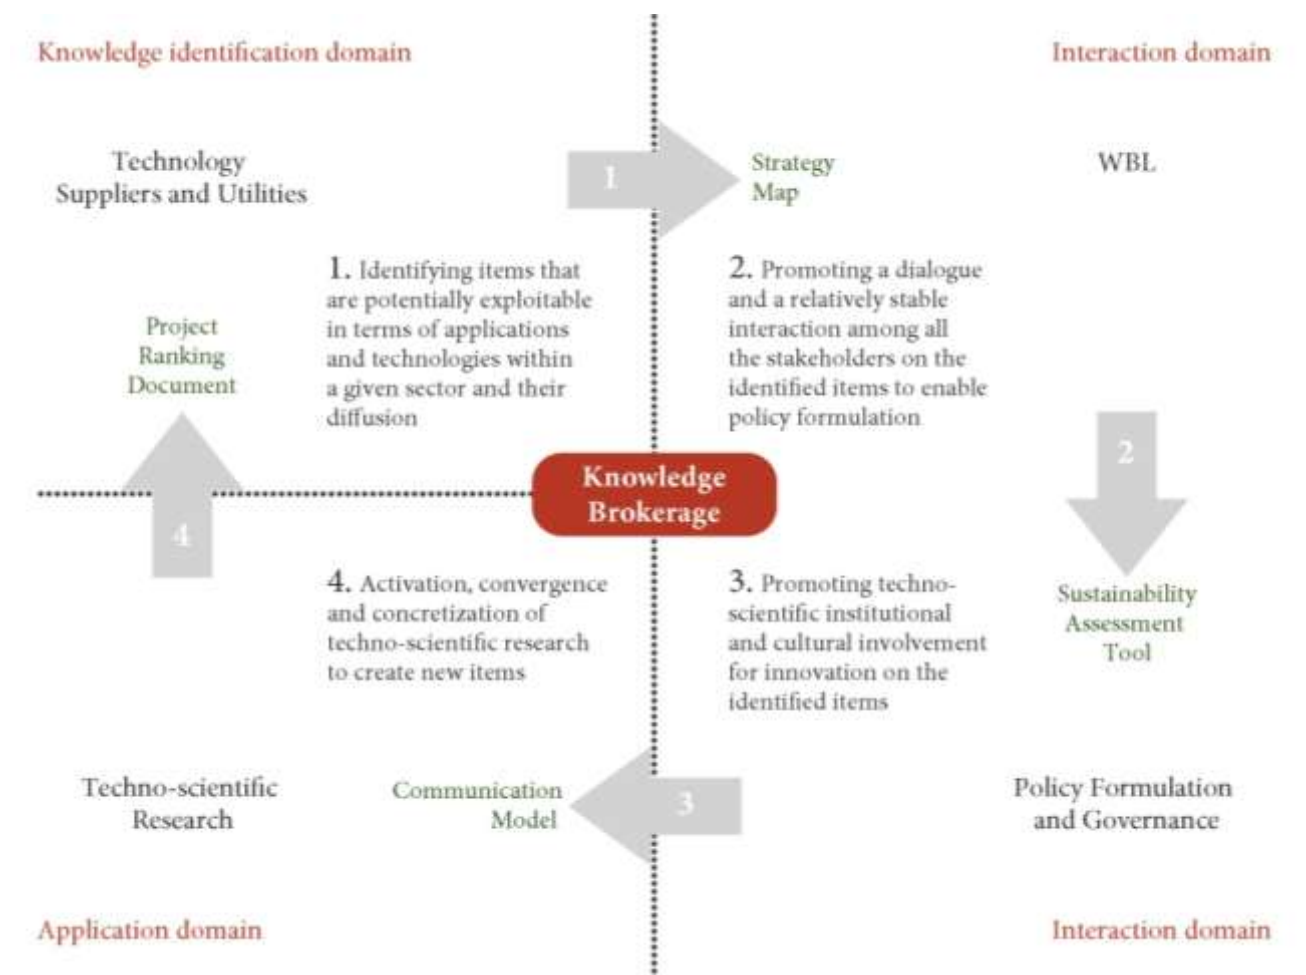 Knowledge identification domain
Interaction domain
Technology
Suppliers and Utilities
1
Strategy
Map
WBL
1. Identifying items that
are potentially exploitable
in terms of applications
and technologies within
a given sector and their
diffusion
2. Promoting a dialogue
and a relatively stable
interaction among all
the stakeholders on the
identified items to enable
policy formulation
Project
Ranking
Document
2
Knowledge
Brokerage
4
4. Activation, convergence
and concretization of
techno-scientific research
to create new items
3. Promoting techno-
scientific institutional
and cultural involvement
for innovation on the
identified items
Sustainability
Assessment
Tool
Techno-scientific
Research
Communication
Model
3
Policy Formulation
and Governance
Application domain
Interaction domain